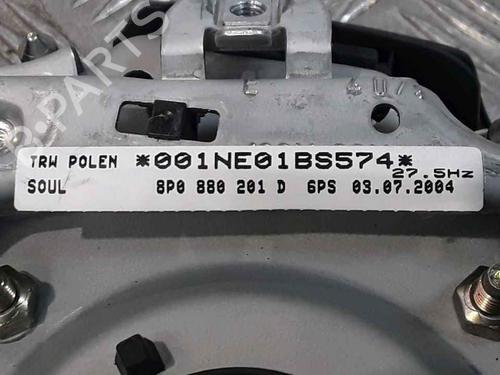 TRW POLEN *001NE01BS574*
27.5Hz
SOUL 8P0 880 201 D 6PS 03.07.2004